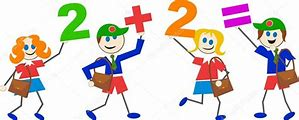 2 + 2 =